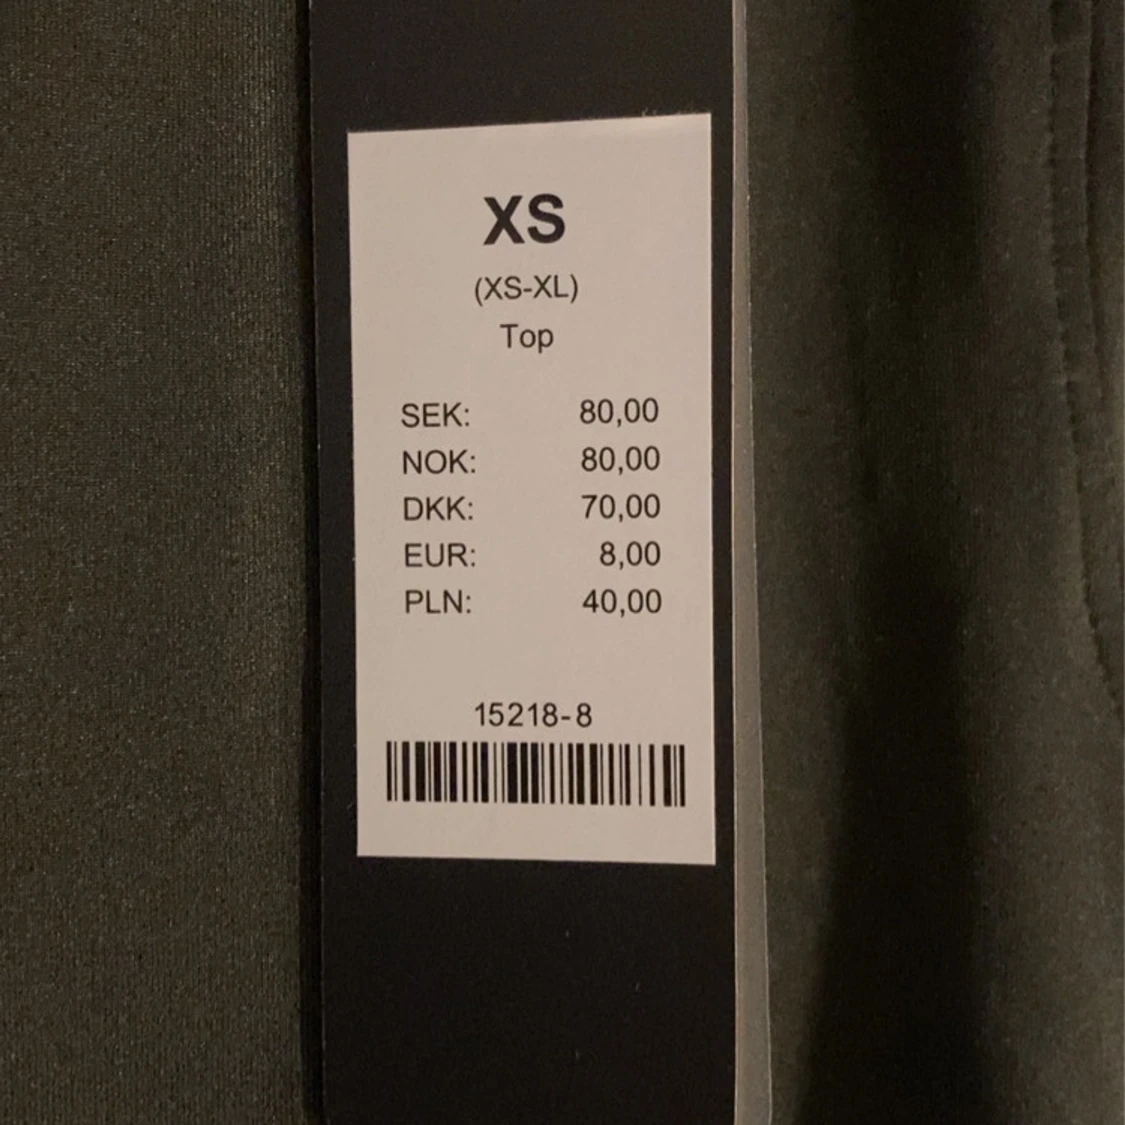 XS
(XS-XL)
Top
SEK: 80,00
NOK: 80,00
DKK: 70,00
EUR: 8,00
PLN: 40,00
15218-8